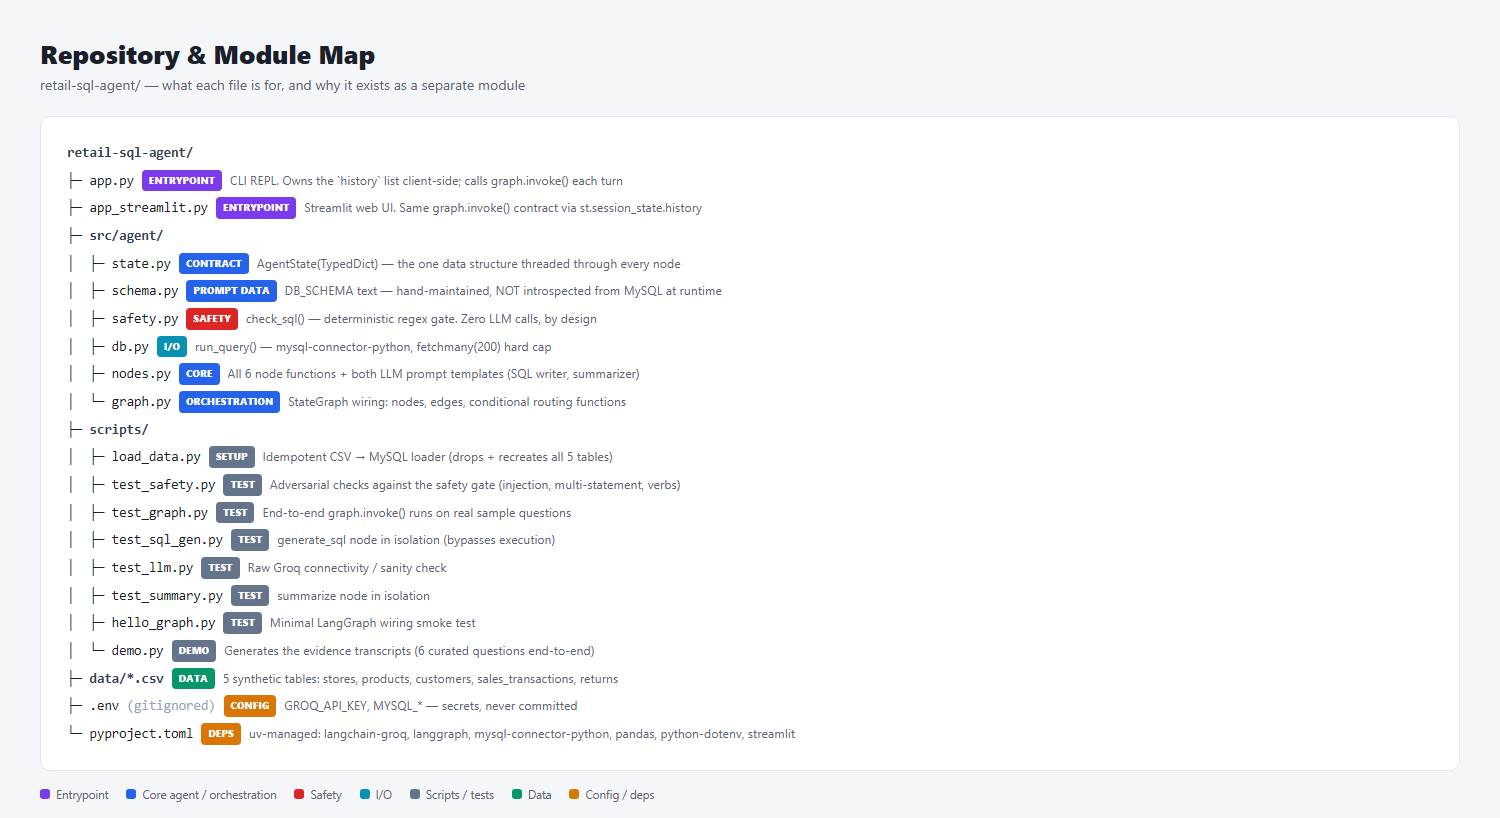 Repository & Module Map
retail-sql-agent/ — what each file is for, and why it exists as a separate module
retail-sql-agent/
├─ app.py ENTRYPOINT CLI REPL. Owns the `history` list client-side; calls graph.invoke() each turn
├─ app_streamlit.py ENTRYPOINT Streamlit web UI. Same graph.invoke() contract via st.session_state.history
├─ src/agent/
│  ├─ state.py CONTRACT AgentState(TypedDict) — the one data structure threaded through every node
│  ├─ schema.py PROMPT DATA DB_SCHEMA text — hand-maintained, NOT introspected from MySQL at runtime
│  ├─ safety.py SAFETY check_sql() — deterministic regex gate. Zero LLM calls, by design
│  ├─ db.py I/O run_query() — mysql-connector-python, fetchmany(200) hard cap
│  ├─ nodes.py CORE All 6 node functions + both LLM prompt templates (SQL writer, summarizer)
│  └─ graph.py ORCHESTRATION StateGraph wiring: nodes, edges, conditional routing functions
├─ scripts/
│  ├─ load_data.py SETUP Idempotent CSV → MySQL loader (drops + recreates all 5 tables)
│  ├─ test_safety.py TEST Adversarial checks against the safety gate (injection, multi-statement, verbs)
│  ├─ test_graph.py TEST End-to-end graph.invoke() runs on real sample questions
│  ├─ test_sql_gen.py TEST generate_sql node in isolation (bypasses execution)
│  ├─ test_llm.py TEST Raw Groq connectivity / sanity check
│  ├─ test_summary.py TEST summarize node in isolation
│  ├─ hello_graph.py TEST Minimal LangGraph wiring smoke test
│  └─ demo.py DEMO Generates the evidence transcripts (6 curated questions end-to-end)
├─ data/*.csv DATA 5 synthetic tables: stores, products, customers, sales_transactions, returns
├─ .env (gitignored) CONFIG GROQ_API_KEY, MYSQL_* — secrets, never committed
└─ pyproject.toml DEPS uv-managed: langchain-groq, langgraph, mysql-connector-python, pandas, python-dotenv, streamlit
Entrypoint Core agent / orchestration Safety I/O Scripts / tests Data Config / deps